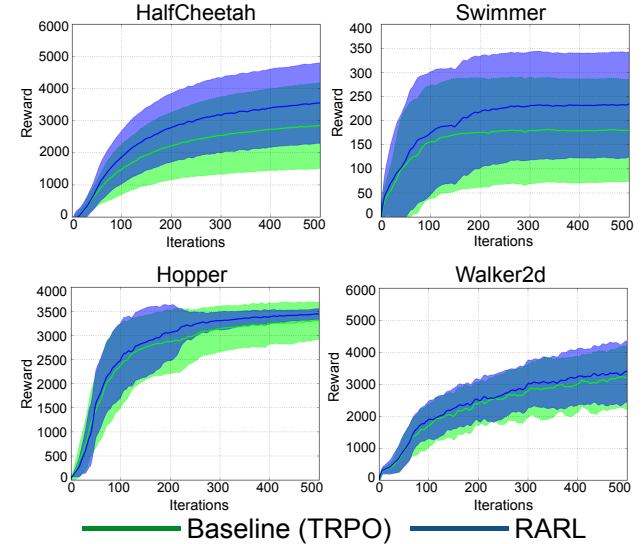 HalfCheetah
6000
5000
4000
3000
2000
1000
0
Reward
0 100 200 300 400 500
Iterations
Swimmer
400
350
300
250
200
150
100
50
0
Reward
0 100 200 300 400 500
Iterations
Hopper
4000
3500
3000
2500
2000
1500
1000
500
0
Reward
0 100 200 300 400 500
Iterations
Walker2d
6000
5000
4000
3000
2000
1000
0
Reward
0 100 200 300 400 500
Iterations
Baseline (TRPO) RARL